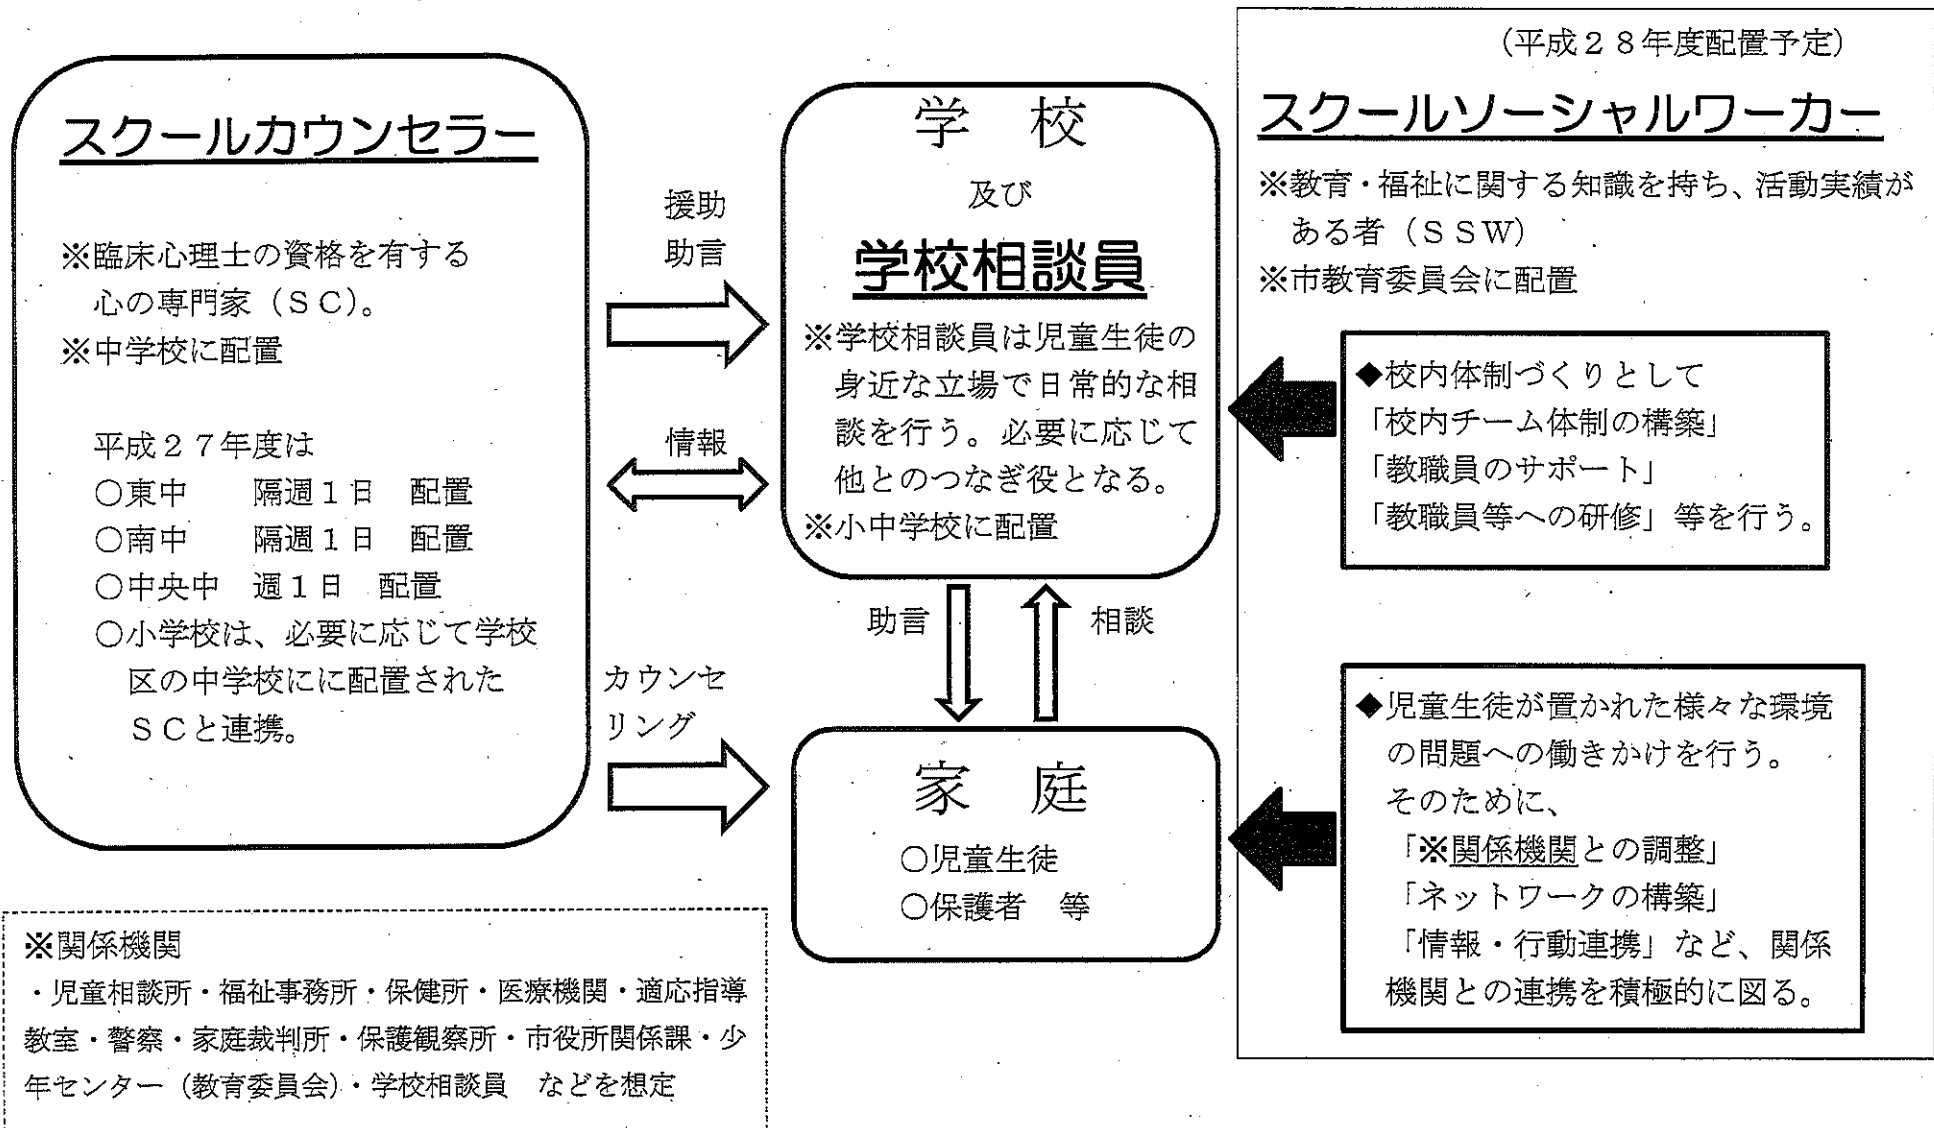 スクールカウンセラー
※臨床心理士の資格を有する
心の専門家（ＳＣ）。
※中学校に配置
平成２７年度は
○東中　隔週１日　配置
○南中　隔週１日　配置
○中央中　週１日　配置
○小学校は、必要に応じて学校
区の中学校にに配置された
ＳＣと連携。
援助
助言
情報
カウンセ
リング
学　校
及び
学校相談員
※学校相談員は児童生徒の
身近な立場で日常的な相
談を行う。必要に応じて
他とのつなぎ役となる。
※小中学校に配置
助言
相談
家　庭
○児童生徒
○保護者　等
（平成２８年度配置予定）
スクールソーシャルワーカー
※教育・福祉に関する知識を持ち、活動実績が
ある者（ＳＳＷ）
※市教育委員会に配置
◆校内体制づくりとして
「校内チーム体制の構築」
「教職員のサポート」
「教職員等への研修」等を行う。
◆児童生徒が置かれた様々な環境
の問題への働きかけを行う。
そのために、
「※関係機関との調整」
「ネットワークの構築」
「情報・行動連携」など、関係
機関との連携を積極的に図る。
※関係機関
・児童相談所・福祉事務所・保健所・医療機関・適応指導
教室・警察・家庭裁判所・保護観察所・市役所関係課・少
年センター（教育委員会）・学校相談員　などを想定